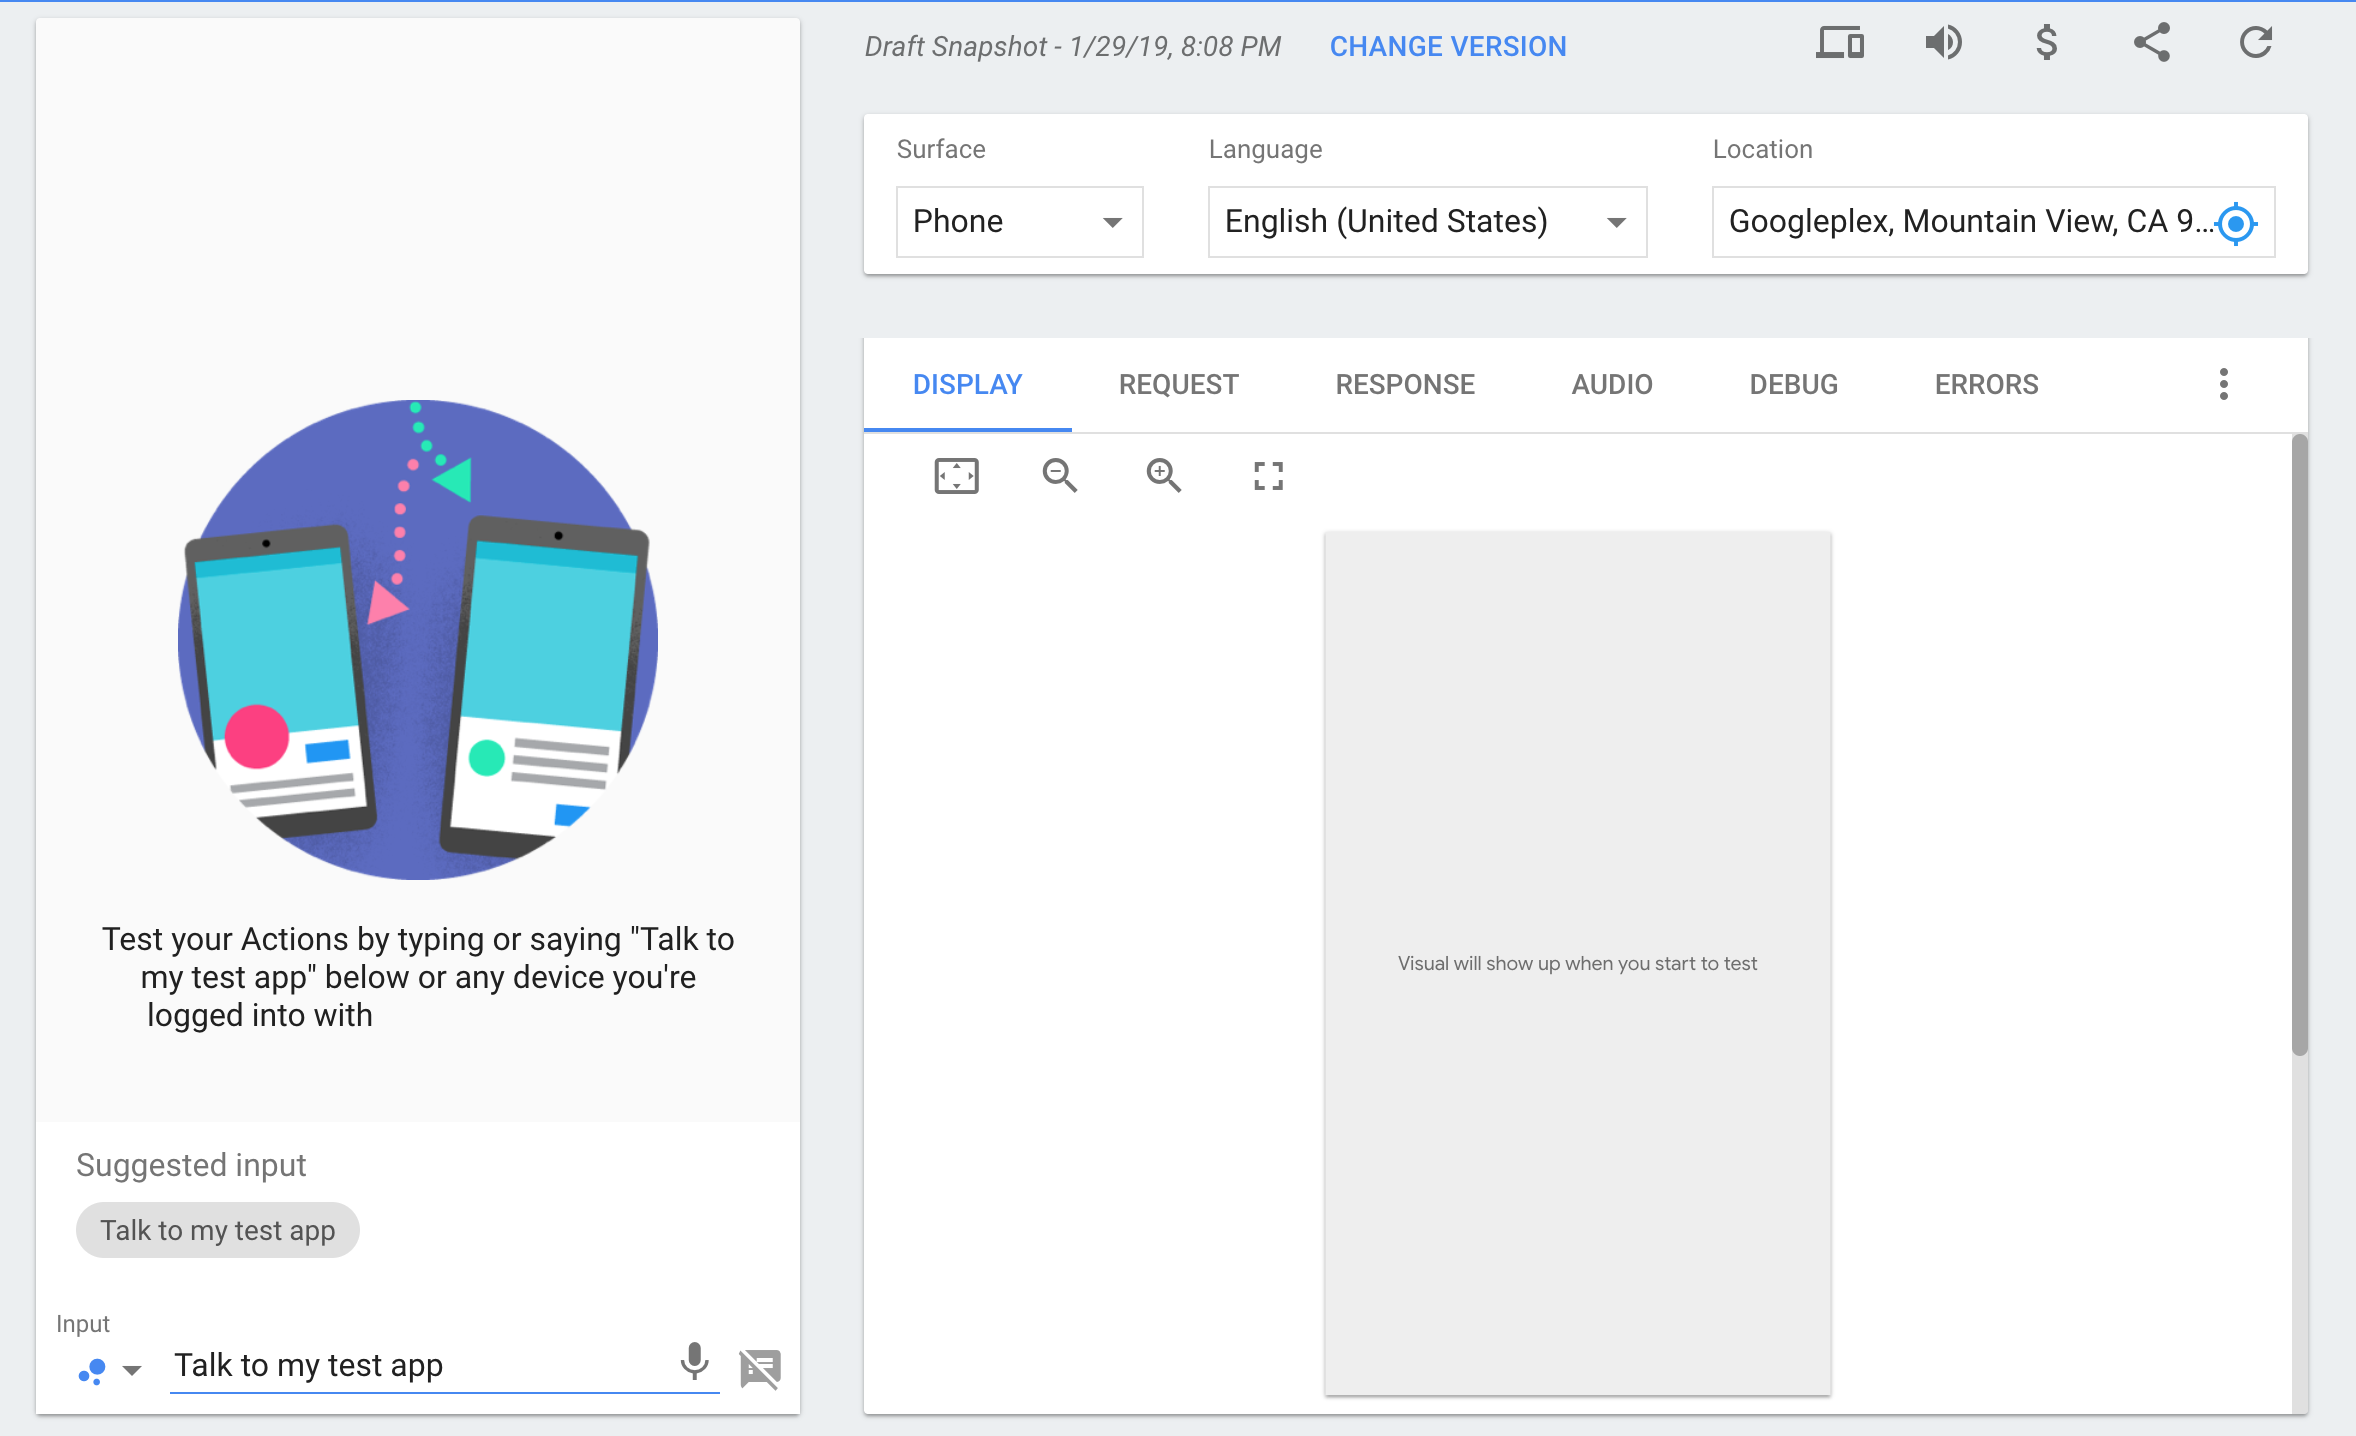 Draft Snapshot - 1/29/19, 8:08 PM CHANGE VERSION
Surface Language Location
Phone English (United States) Googleplex, Mountain View, CA 9...
DISPLAY REQUEST RESPONSE AUDIO DEBUG ERRORS
Visual will show up when you start to test
Test your Actions by typing or saying "Talk to
my test app" below or any device you're
logged into with
Suggested input
Talk to my test app
Input
Talk to my test app